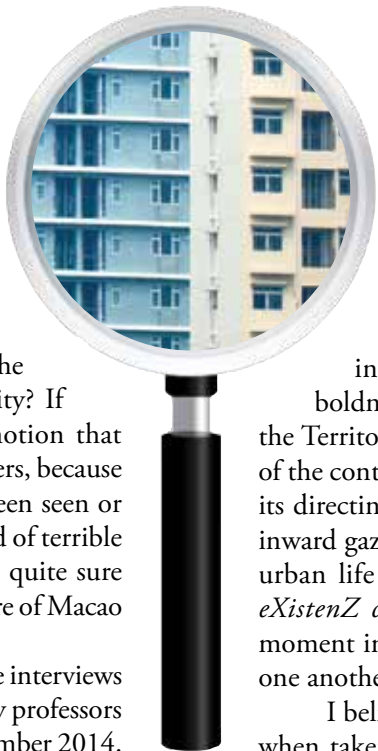 he
ity? If
notion that
ers, because
een seen or
d of terrible
quite sure
re of Macao
e interviews
y professors
mber 2014.
in
boldn
the Territo
of the cont
its directin
inward gaz
urban life
eXistenZ a
moment in
one anothe
I bel
when take